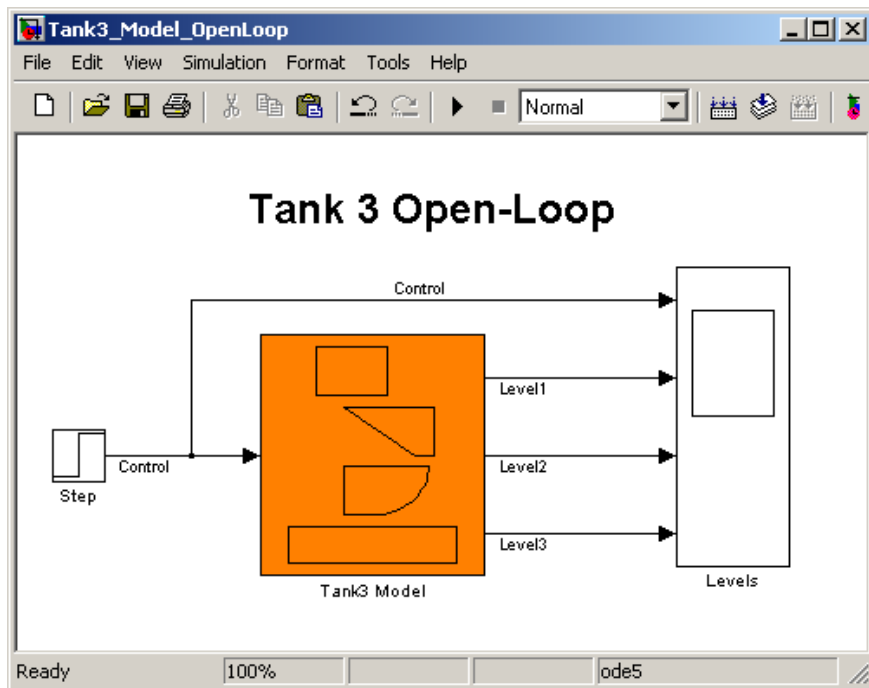 Tank3_Model_OpenLoop
File Edit View Simulation Format Tools Help
Normal
Tank 3 Open-Loop
Control
Level1
Control
Level2
Step
Level3
Tank3 Model
Levels
Ready 100% ode5